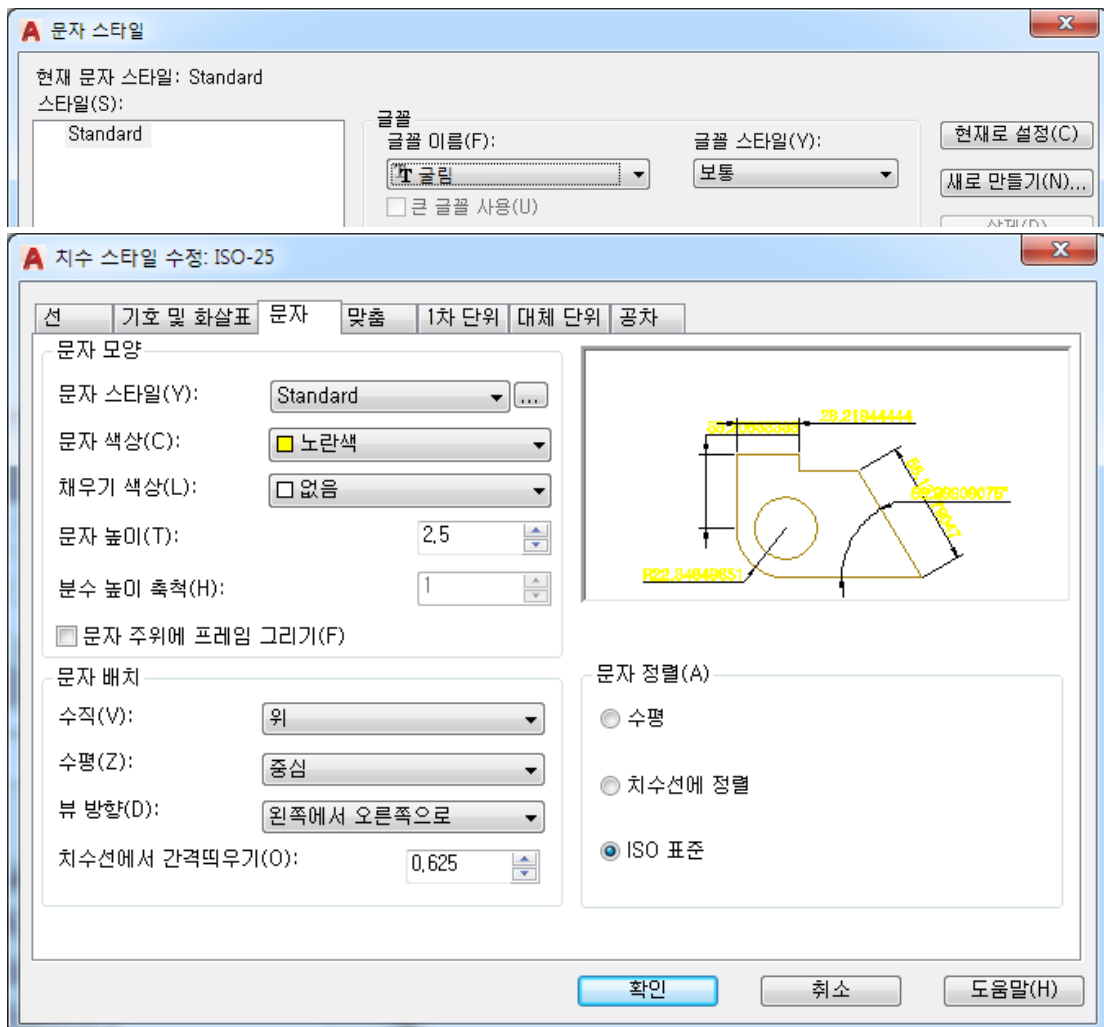 문자 스타일
현재 문자 스타일: Standard
스타일(S):
Standard
글꼴
글꼴 이름(F):
글꼴 스타일(Y):
굴림
보통
큰 글꼴 사용(U)
현재로 설정(C)
새로 만들기(N)...
치수 스타일 수정: ISO-25
선
기호 및 화살표
문자
맞춤
1차 단위
대체 단위
공차
문자 모양
문자 스타일(Y):
Standard
...
문자 색상(C):
노란색
채우기 색상(L):
없음
문자 높이(T):
2,5
분수 높이 축척(H):
1
문자 주위에 프레임 그리기(F)
28,21944444
문자 배치
수직(V):
위
수평(Z):
중심
뷰 방향(D):
왼쪽에서 오른쪽으로
치수선에서 간격띄우기(O):
0,625
문자 정렬(A)
수평
치수선에 정렬
ISO 표준
확인
취소
도움말(H)